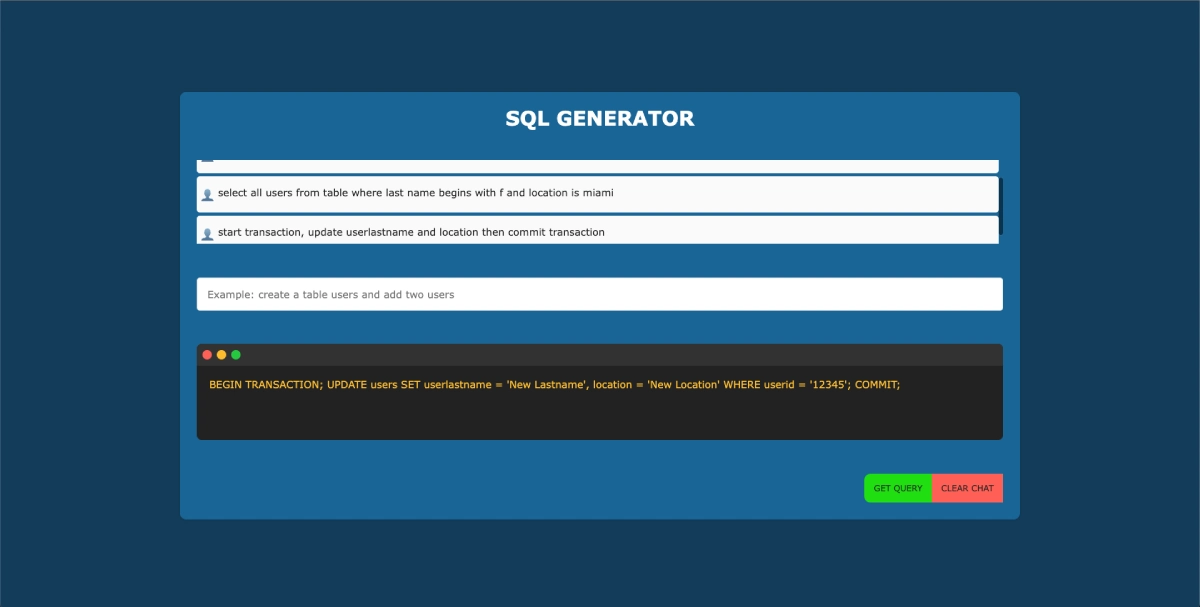 SQL GENERATOR
select all users from table where last name begins with f and location is miami
start transaction, update userlastname and location then commit transaction
Example: create a table users and add two users
BEGIN TRANSACTION; UPDATE users SET userlastname = 'New Lastname', location = 'New Location' WHERE userid = '12345'; COMMIT;
GET QUERY CLEAR CHAT